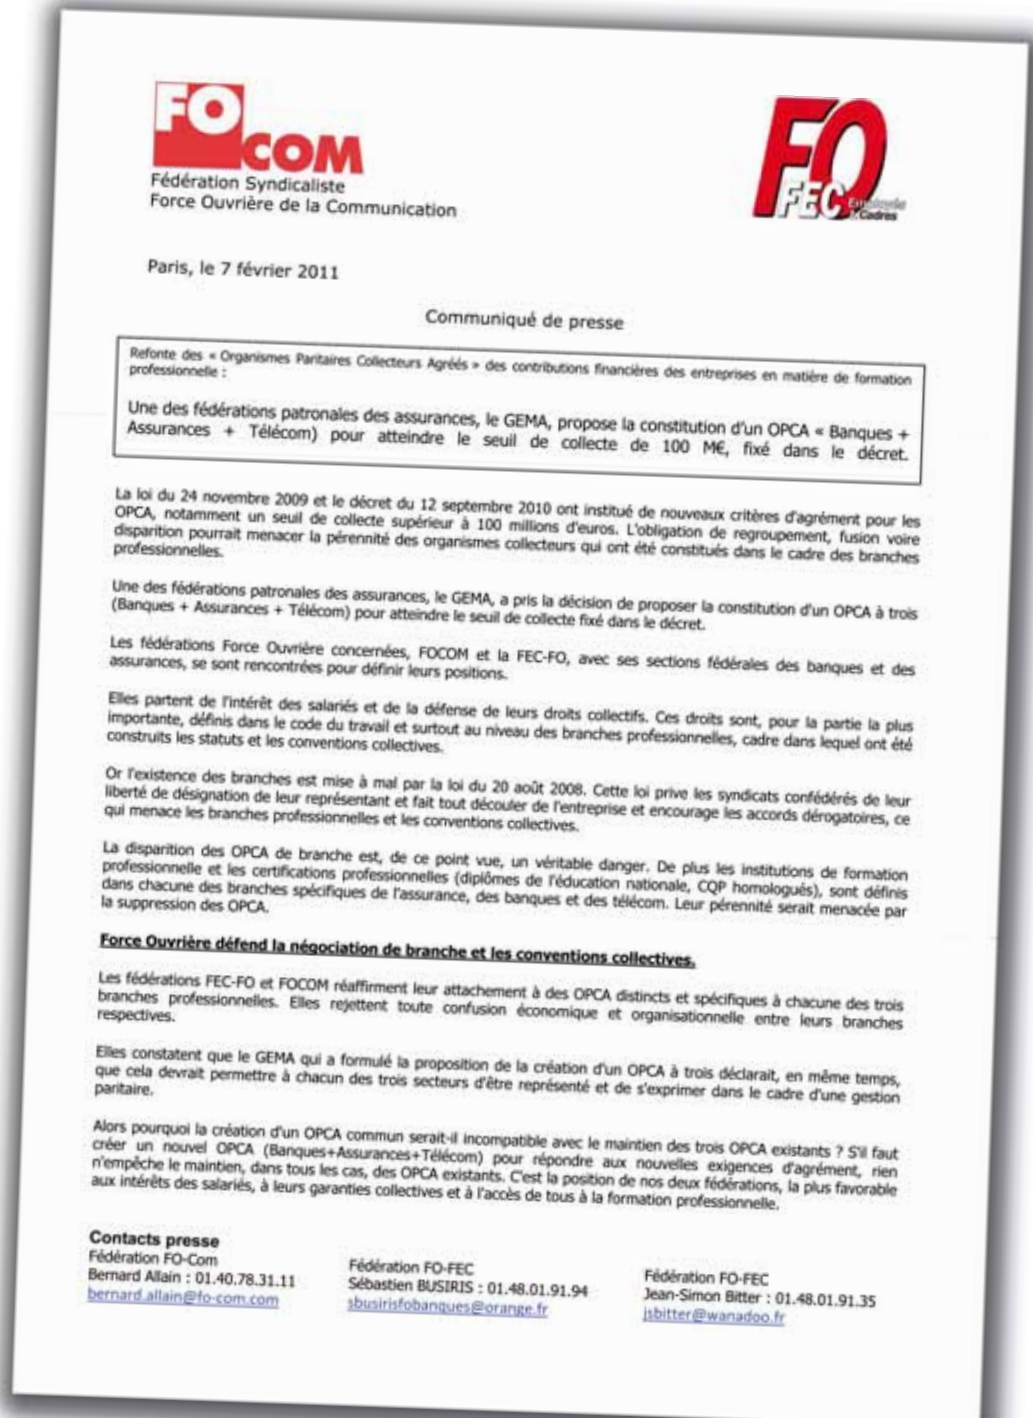 FO
COM
Fédération Syndicaliste
Force Ouvrière de la Communication
FO
FEC Employés
& Cadres
Paris, le 7 février 2011
Communiqué de presse
Refonte des « Organismes Paritaires Collecteurs Agréés » des contributions financières des entreprises en matière de formation
professionnelle :
Une des fédérations patronales des assurances, le GEMA, propose la constitution d'un OPCA « Banques +
Assurances + Télécom) pour atteindre le seuil de collecte de 100 M€, fixé dans le décret.
La loi du 24 novembre 2009 et le décret du 12 septembre 2010 ont institué de nouveaux critères d'agrément pour les
OPCA, notamment un seuil de collecte supérieur à 100 millions d'euros. L'obligation de regroupement, fusion voire
disparition pourrait menacer la pérennité des organismes collecteurs qui ont été constitués dans le cadre des branches
professionnelles.
Une des fédérations patronales des assurances, le GEMA, a pris la décision de proposer la constitution d'un OPCA à trois
(Banques + Assurances + Télécom) pour atteindre le seuil de collecte fixé dans le décret.
Les fédérations Force Ouvrière concernées, FOCOM et la FEC-FO, avec ses sections fédérales des banques et des
assurances, se sont rencontrées pour définir leurs positions.
Elles partent de l'intérêt des salariés et de la défense de leurs droits collectifs. Ces droits sont, pour la partie la plus
importante, définis dans le code du travail et surtout au niveau des branches professionnelles, cadre dans lequel ont été
construits les statuts et les conventions collectives.
Or l'existence des branches est mise à mal par la loi du 20 août 2008. Cette loi prive les syndicats confédérés de leur
liberté de désignation de leur représentant et fait tout découler de l'entreprise et encourage les accords dérogatoires, ce
qui menace les branches professionnelles et les conventions collectives.
La disparition des OPCA de branche est, de ce point vue, un véritable danger. De plus les institutions de formation
professionnelle et les certifications professionnelles (diplômes de l'éducation nationale, CQP homologués), sont définis
dans chacune des branches spécifiques de l'assurance, des banques et des télécom. Leur pérennité serait menacée par
la suppression des OPCA.
Force Ouvrière défend la négociation de branche et les conventions collectives.
Les fédérations FEC-FO et FOCOM réaffirment leur attachement à des OPCA distincts et spécifiques à chacune des trois
branches professionnelles. Elles rejettent toute confusion économique et organisationnelle entre leurs branches
respectives.
Elles constatent que le GEMA qui a formulé la proposition de la création d'un OPCA à trois déclarait, en même temps,
que cela devrait permettre à chacun des trois secteurs d'être représenté et de s'exprimer dans le cadre d'une gestion
paritaire.
Alors pourquoi la création d'un OPCA commun serait-il incompatible avec le maintien des trois OPCA existants ? S'il faut
créer un nouvel OPCA (Banques+Assurances+Télécom) pour répondre aux nouvelles exigences d'agrément, rien
n'empêche le maintien, dans tous les cas, des OPCA existants. C'est la position de nos deux fédérations, la plus favorable
aux intérêts des salariés, à leurs garanties collectives et à l'accès de tous à la formation professionnelle.
Contacts presse
Fédération FO-Com
Bernard Allain : 01.40.78.31.11
bernard.allain@fo-com.com
Fédération FO-FEC
Sébastien BUSIRIS : 01.48.01.91.94
sbusirisfobanques@orange.fr
Fédération FO-FEC
Jean-Simon Bitter : 01.48.01.91.35
jsbitter@wanadoo.fr